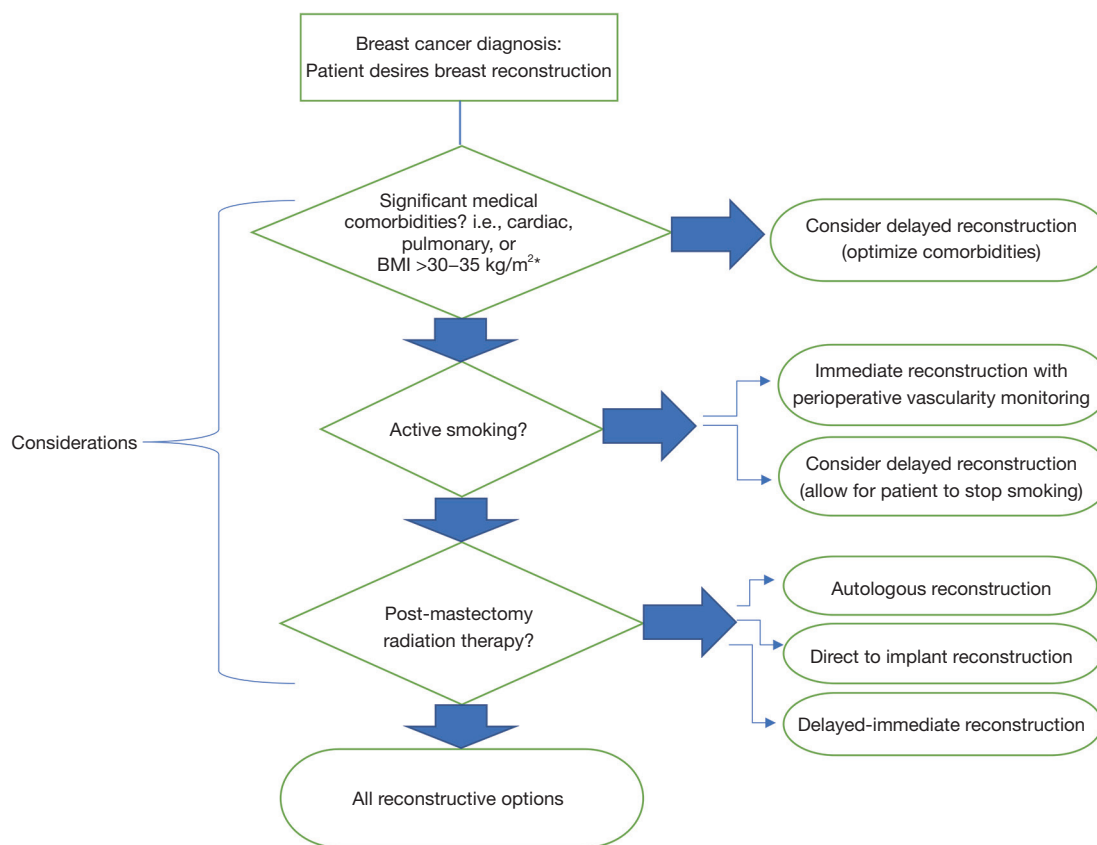 Breast cancer diagnosis:
Patient desires breast reconstruction
Significant medical
comorbidities? i.e., cardiac,
pulmonary, or
BMI >30–35 kg/m²*
Consider delayed reconstruction
(optimize comorbidities)
Considerations
Active smoking?
Immediate reconstruction with
perioperative vascularity monitoring
Consider delayed reconstruction
(allow for patient to stop smoking)
Post-mastectomy
radiation therapy?
Autologous reconstruction
Direct to implant reconstruction
Delayed-immediate reconstruction
All reconstructive options